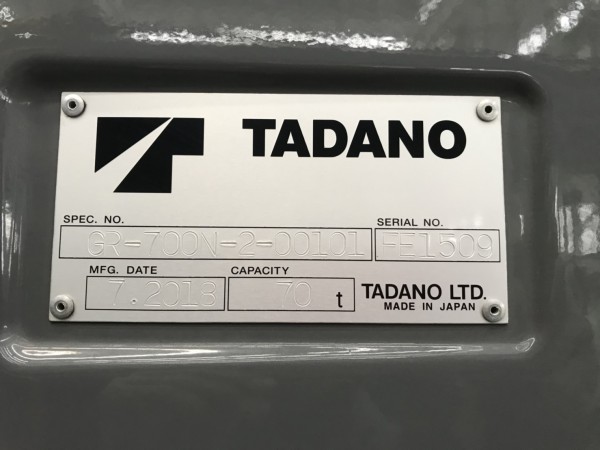 TADANO
SPEC. NO. SERIAL NO.
GR-700N-2-00101 FE1509
MFG. DATE CAPACITY
7.2013 70 t TADANO LTD.
MADE IN JAPAN